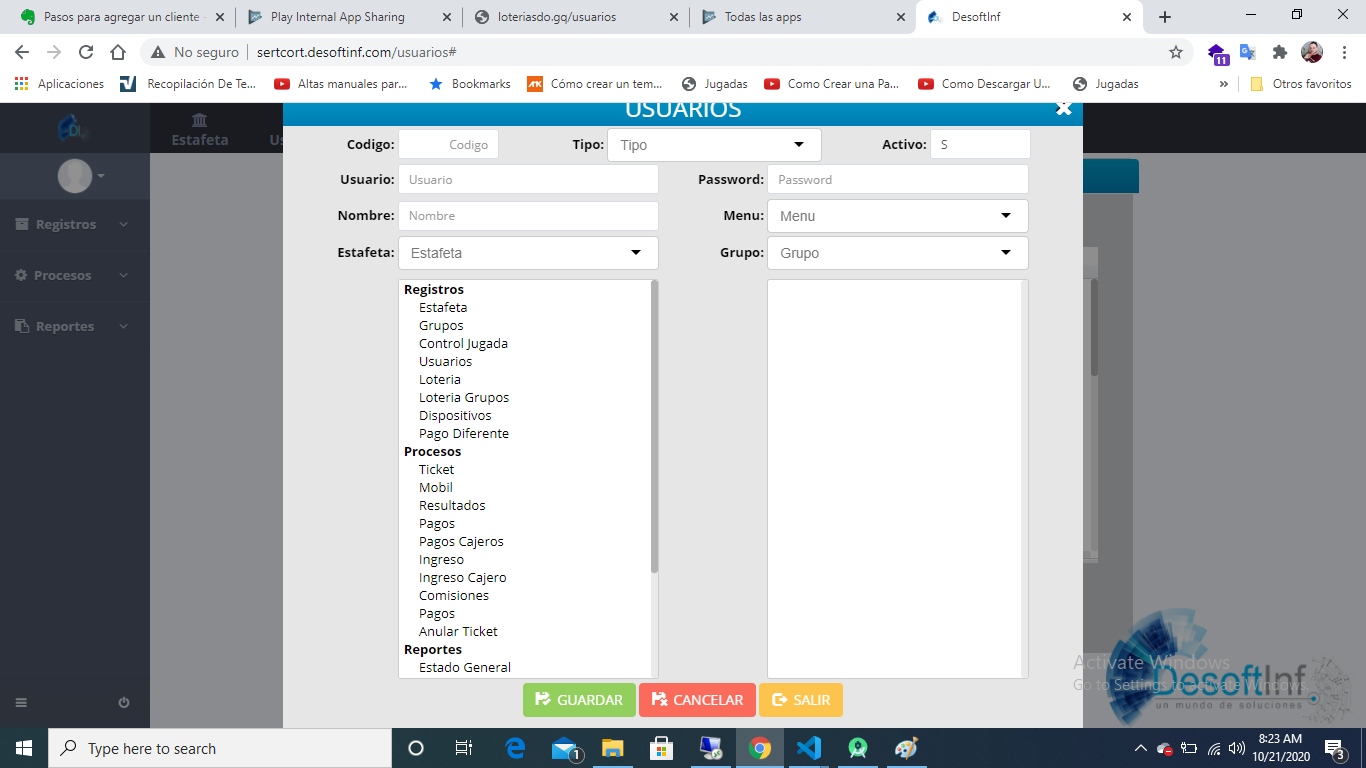 Pasos para agregar un cliente
Play Internal App Sharing
loteriasdo.gq/usuarios
Todas las apps
DesoftInf
No seguro
sertcort.desoftinf.com/usuarios#
11
Aplicaciones
Recopilación De Te...
Altas manuales par...
Bookmarks
Cómo crear un tem...
Jugadas
Como Crear una Pa...
Como Descargar U...
Jugadas
»
Otros favoritos
Estafeta
Us
USUARIOS
Codigo: Codigo
Tipo: Tipo
Activo: S
Usuario: Usuario
Password: Password
Nombre: Nombre
Menu: Menu
Estafeta: Estafeta
Grupo: Grupo
Registros
Procesos
Reportes
Registros
Estafeta
Grupos
Control Jugada
Usuarios
Loteria
Loteria Grupos
Dispositivos
Pago Diferente
Procesos
Ticket
Mobil
Resultados
Pagos
Pagos Cajeros
Ingreso
Ingreso Cajero
Comisiones
Pagos
Anular Ticket
Reportes
Estado General
GUARDAR
CANCELAR
SALIR
Activate Windows
Go to Settings to activate Windows.
DesoftInf.
un mundo de soluciones
Type here to search
1
8:23 AM
10/21/2020
3